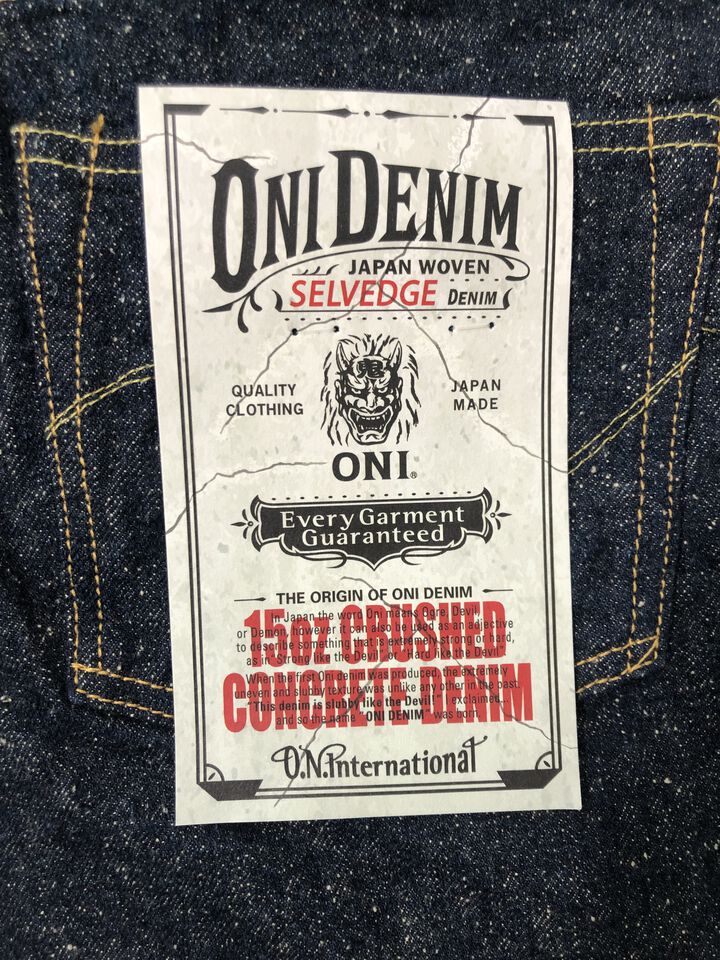 ONI DENIM
JAPAN WOVEN
SELVEDGE DENIM
QUALITY
CLOTHING
JAPAN
MADE
ONI®
Every Garment
Guaranteed
THE ORIGIN OF ONI DENIM
15oz CRUSHED
CONCRETE DENIM
In Japan the word Oni means Ogre, Devil,
or Demon, however it can also be used as an adjective
to describe something that is extremely strong or hard,
as in "Strong like the Devil" or "Hard like the Devil"
When the first Oni denim was produced, the extremely
uneven and slubby texture was unlike any other in the past.
"This denim is slubby like the Devil!" I exclaimed...
and so the name "ONI DENIM" was born.
O.N.International